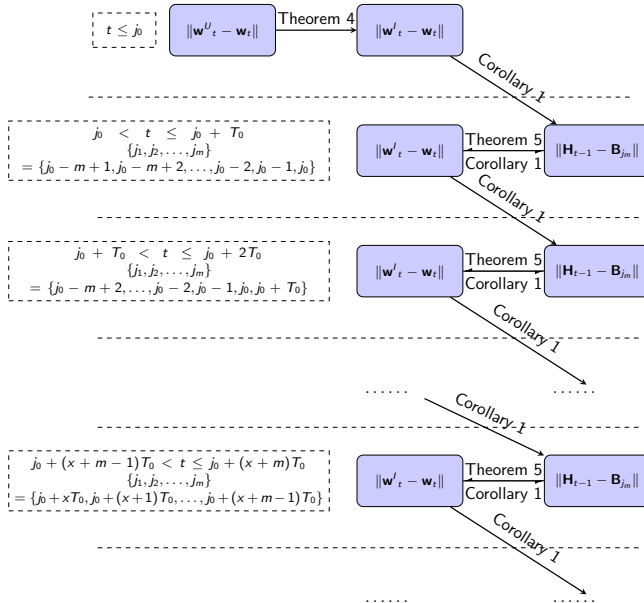 t ≤ j₀
‖w^U_t − w_t‖
Theorem 4
‖w^I_t − w_t‖
Corollary 1
j₀ < t ≤ j₀ + T₀
{j₁, j₂, . . . , jₘ}
= {j₀ − m + 1, j₀ − m + 2, . . . , j₀ − 2, j₀ − 1, j₀}
‖w^I_t − w_t‖
Theorem 5
Corollary 1
‖H_{t−1} − B_{j_m}‖
Corollary 1
j₀ + T₀ < t ≤ j₀ + 2T₀
{j₁, j₂, . . . , jₘ}
= {j₀ − m + 2, . . . , j₀ − 2, j₀ − 1, j₀, j₀ + T₀}
‖w^I_t − w_t‖
Theorem 5
Corollary 1
‖H_{t−1} − B_{j_m}‖
Corollary 1
. . . . . .
. . . . . .
Corollary 1
j₀ + (x + m − 1)T₀ < t ≤ j₀ + (x + m)T₀
{j₁, j₂, . . . , jₘ}
= {j₀ + xT₀, j₀ + (x + 1)T₀, . . . , j₀ + (x + m − 1)T₀}
‖w^I_t − w_t‖
Theorem 5
Corollary 1
‖H_{t−1} − B_{j_m}‖
Corollary 1
. . . . . .
. . . . . .